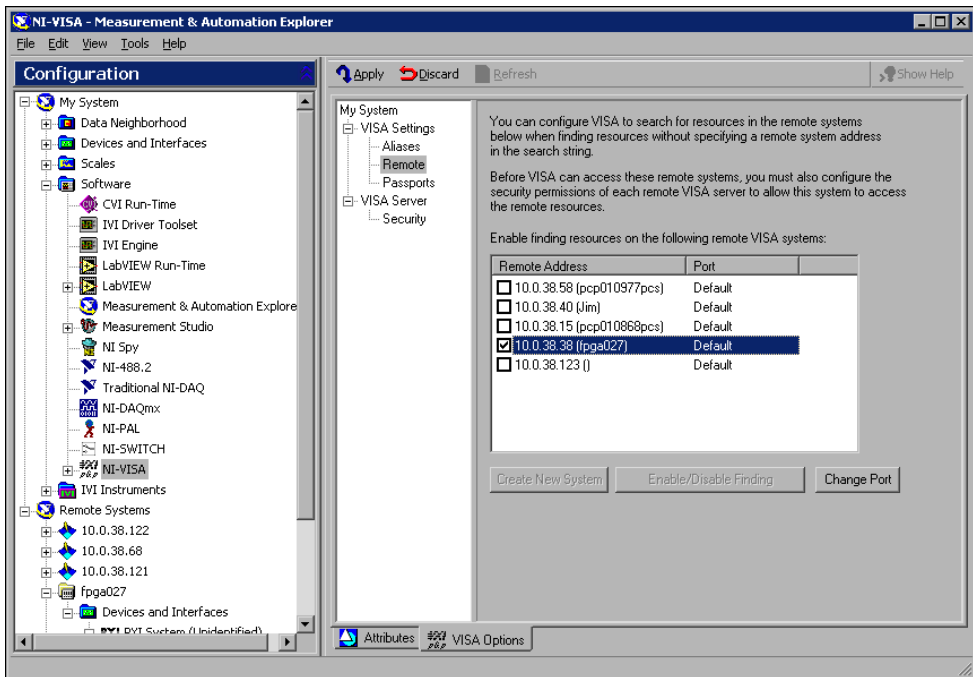 NI-VISA - Measurement & Automation Explorer
File Edit View Tools Help
Configuration
My System
Data Neighborhood
Devices and Interfaces
Scales
Software
CVI Run-Time
IVI Driver Toolset
IVI Engine
LabVIEW Run-Time
LabVIEW
Measurement & Automation Explore
Measurement Studio
NI Spy
NI-488.2
Traditional NI-DAQ
NI-DAQmx
NI-PAL
NI-SWITCH
NI-VISA
IVI Instruments
Remote Systems
10.0.38.122
10.0.38.68
10.0.38.121
fpga027
Devices and Interfaces
PXI System (Unidentified)
Apply Discard Refresh Show Help
My System
VISA Settings
Aliases
Remote
Passports
VISA Server
Security
You can configure VISA to search for resources in the remote systems
below when finding resources without specifying a remote system address
in the search string.
Before VISA can access these remote systems, you must also configure the
security permissions of each remote VISA server to allow this system to access
the remote resources.
Enable finding resources on the following remote VISA systems:
Remote Address Port
10.0.38.58 (pcp010977pcs) Default
10.0.38.40 (Jim) Default
10.0.38.15 (pcp010868pcs) Default
10.0.38.38 (fpga027) Default
10.0.38.123 () Default
Create New System Enable/Disable Finding Change Port
Attributes VISA Options